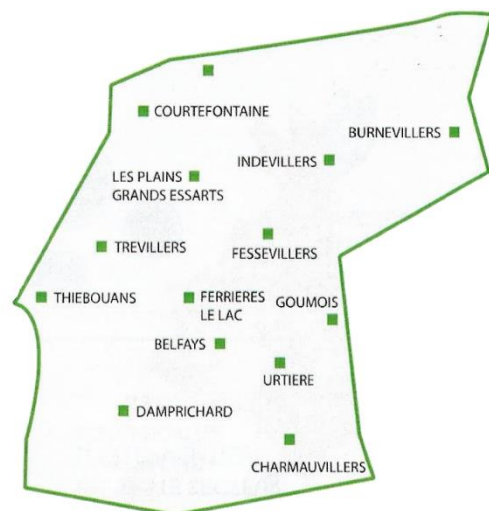 COURTEFONTAINE
BURNEVILLERS
INDEVILLERS
LES PLAINS
GRANDS ESSARTS
TREVILLERS
FESSEVILLERS
THIEBOUANS
FERRIERES
LE LAC
GOUMOIS
BELFAYS
URTIERE
DAMPRICHARD
CHARMAUVILLERS